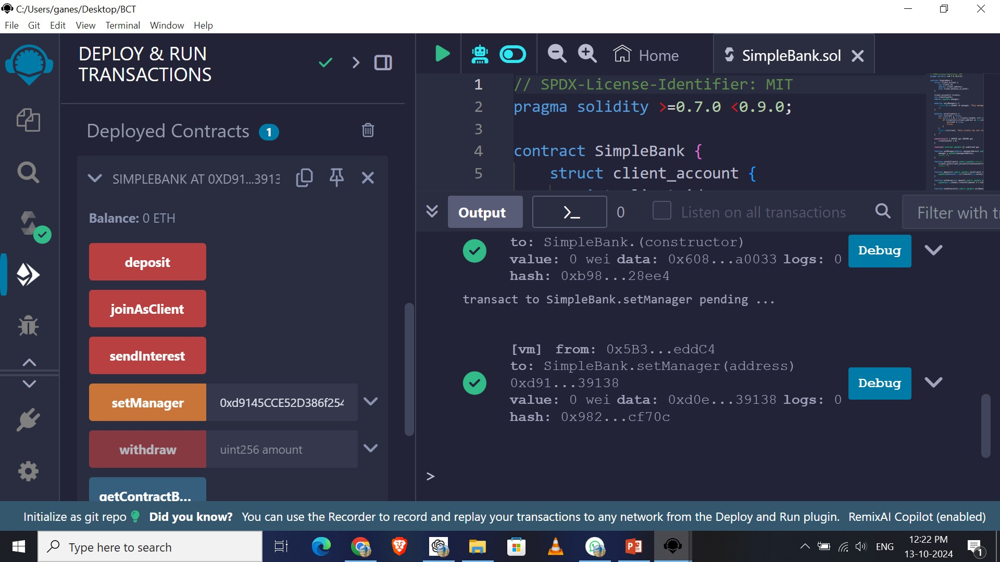 C:/Users/ganes/Desktop/BCT
File Git Edit View Terminal Window Help
DEPLOY & RUN
TRANSACTIONS
Deployed Contracts 1
SIMPLEBANK AT 0XD91...3913
Balance: 0 ETH
deposit
joinAsClient
sendInterest
setManager 0xd9145CCE52D386f254
withdraw uint256 amount
getContractB...
Home SimpleBank.sol
1 // SPDX-License-Identifier: MIT
2 pragma solidity >=0.7.0 <0.9.0;
3
4 contract SimpleBank {
5 struct client_account {
Output >_ 0 Listen on all transactions Filter with
to: SimpleBank.(constructor)
value: 0 wei data: 0x608...a0033 logs: 0
hash: 0xb98...28ee4
Debug
transact to SimpleBank.setManager pending ...
[vm] from: 0x5B3...eddC4
to: SimpleBank.setManager(address)
0xd91...39138
value: 0 wei data: 0xd0e...39138 logs: 0
hash: 0x982...cf70c
Debug
>
Initialize as git repo Did you know? You can use the Recorder to record and replay your transactions to any network from the Deploy and Run plugin. RemixAI Copilot (enabled)
Type here to search
ENG
12:22 PM
13-10-2024
1